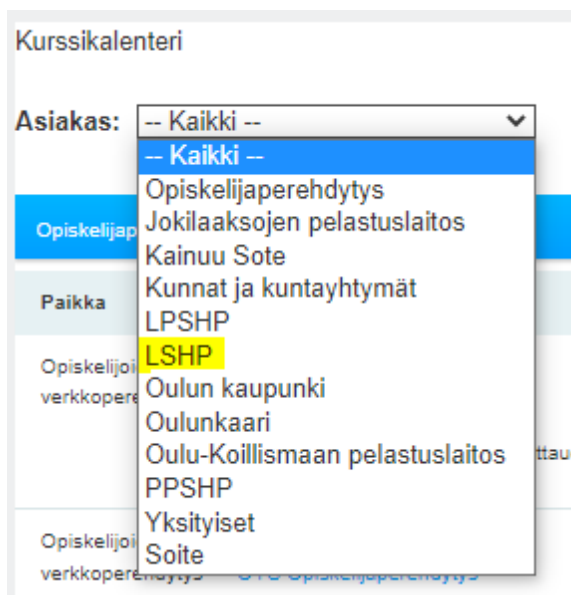 Kurssikalenteri
Asiakas: -- Kaikki --
-- Kaikki --
Opiskelijaperehdytys
Jokilaaksojen pelastuslaitos
Kainuu Sote
Kunnat ja kuntayhtymät
LPSHP
LSHP
Oulun kaupunki
Oulunkaari
Oulu-Koillismaan pelastuslaitos
PPSHP
Yksityiset
Soite
Opiskelijap
Paikka
Opiskelijoi
verkkopere
ttau
Opiskelijoi